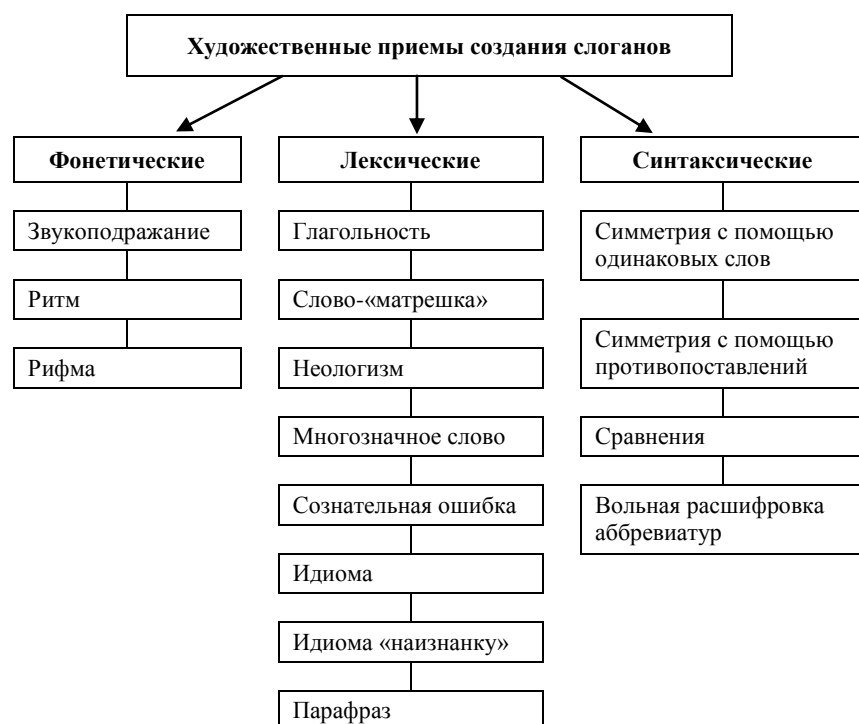 Художественные приемы создания слоганов
Фонетические
Звукоподражание
Ритм
Рифма
Лексические
Глагольность
Слово-«матрешка»
Неологизм
Многозначное слово
Сознательная ошибка
Идиома
Идиома «наизнанку»
Парафраз
Синтаксические
Симметрия с помощью
одинаковых слов
Симметрия с помощью
противопоставлений
Сравнения
Вольная расшифровка
аббревиатур